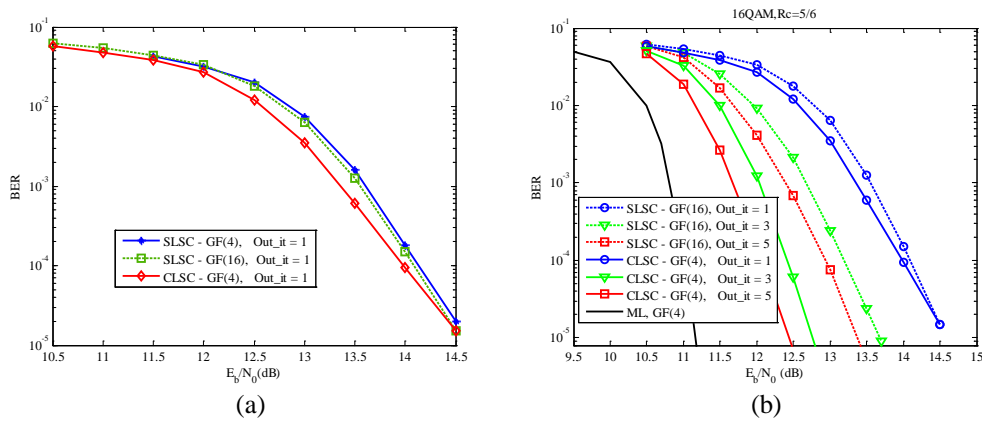 10^-1
10^-2
10^-3
10^-4
10^-5
BER
SLSC - GF(4), Out_it = 1
SLSC - GF(16), Out_it = 1
CLSC - GF(4), Out_it = 1
10.5 11 11.5 12 12.5 13 13.5 14 14.5
E_b/N_0(dB)
(a)
16QAM,Rc=5/6
10^-1
10^-2
10^-3
10^-4
10^-5
BER
SLSC - GF(16), Out_it = 1
SLSC - GF(16), Out_it = 3
SLSC - GF(16), Out_it = 5
CLSC - GF(4), Out_it = 1
CLSC - GF(4), Out_it = 3
CLSC - GF(4), Out_it = 5
ML, GF(4)
9.5 10 10.5 11 11.5 12 12.5 13 13.5 14 14.5 15
E_b/N_0 (dB)
(b)